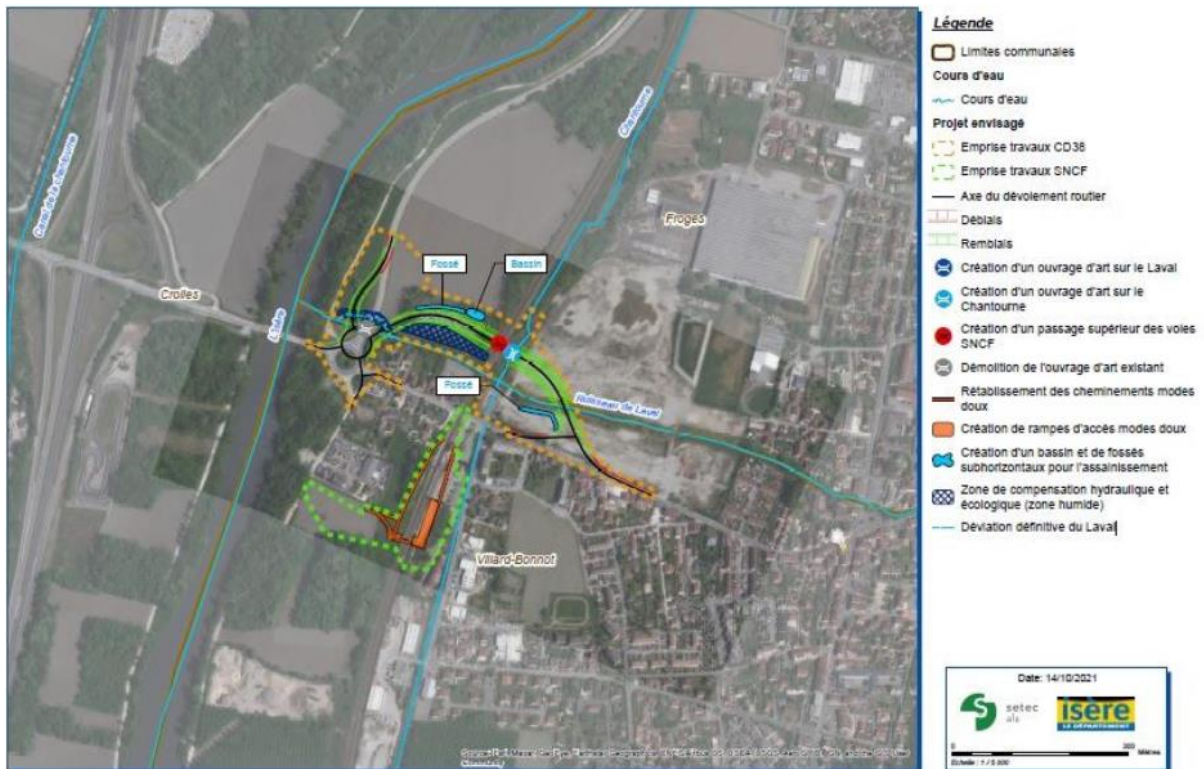 Légende
Limites communales
Cours d'eau
Cours d'eau
Projet envisagé
Emprise travaux CD38
Emprise travaux SNCF
Axe du dévoiement routier
Déblais
Remblais
Création d'un ouvrage d'art sur le Laval
Création d'un ouvrage d'art sur le
Chantourne
Création d'un passage supérieur des voies
SNCF
Démolition de l'ouvrage d'art existant
Rétablissement des cheminements modes
doux
Création de rampes d'accès modes doux
Création d'un bassin et de fossés
subhorizontaux pour l'assainissement
Zone de compensation hydraulique et
écologique (zone humide)
Déviation définitive du Laval
Chantourne
Froges
Fossé
Bassin
Crolles
Isère
Fossé
Ruisseau de Laval
Villard-Bonnot
Date: 14/10/2021
setec
als
isère
LE DÉPARTEMENT
0
Mètres
Echelle : 1 / 5 000